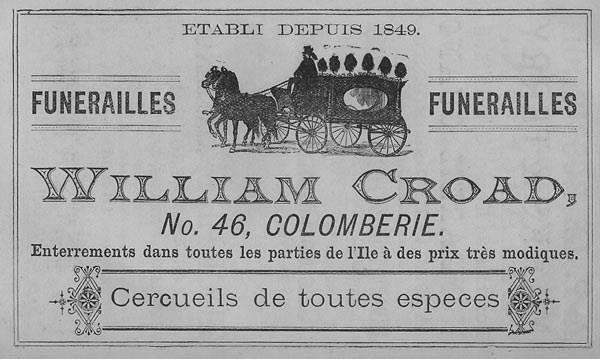 ETABLI DEPUIS 1849.
FUNERAILLES FUNERAILLES
WILLIAM CROAD,
No. 46, COLOMBERIE.
Enterrements dans toutes les parties de l'Ile à des prix très modiques.
Cercueils de toutes especes